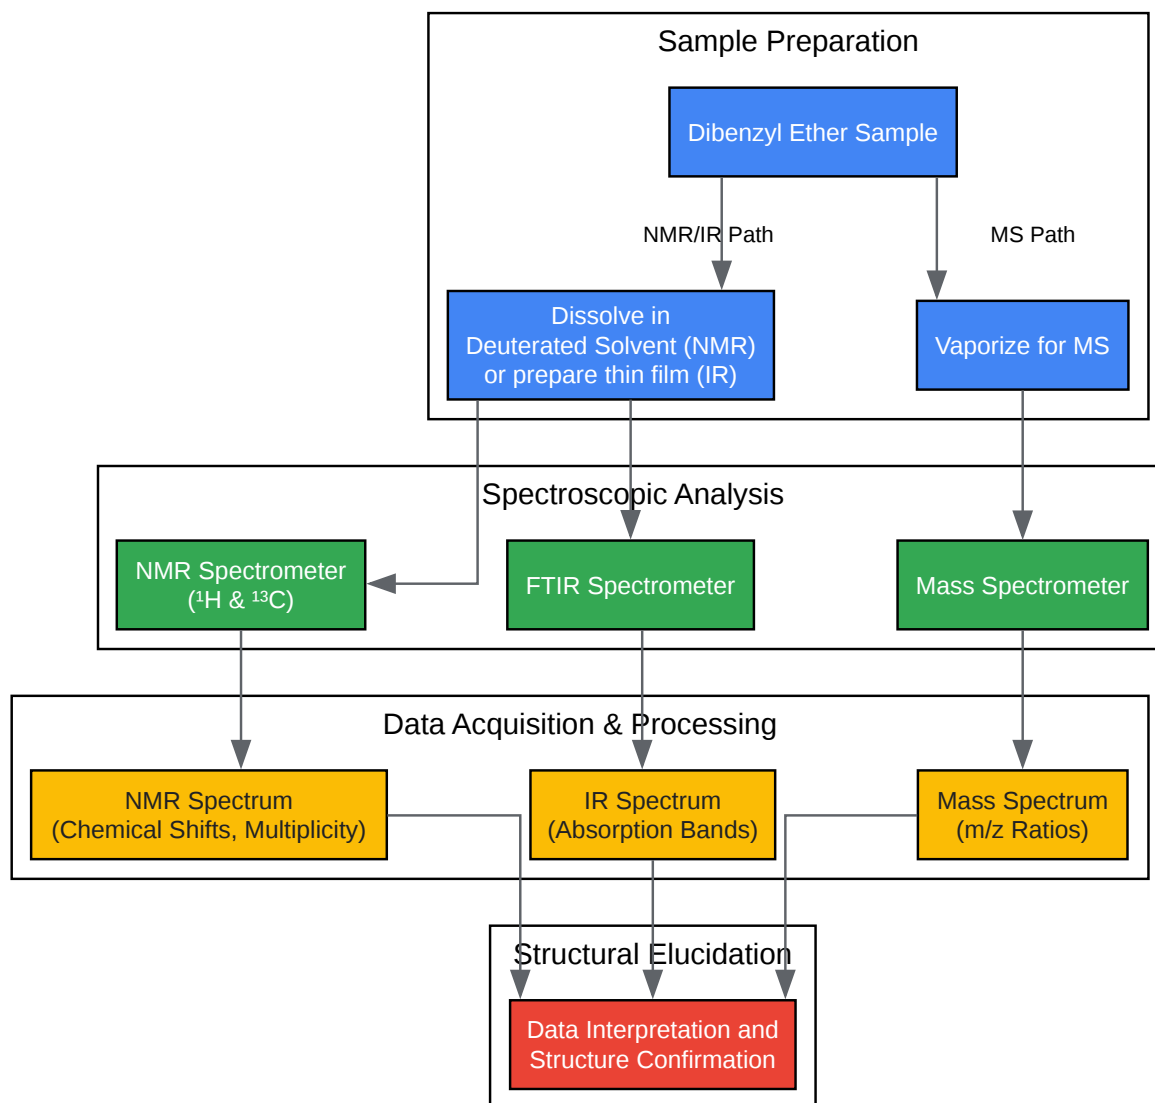 Sample Preparation
Dibenzyl Ether Sample
NMR/IR Path
MS Path
Dissolve in
Deuterated Solvent (NMR)
or prepare thin film (IR)
Vaporize for MS
Spectroscopic Analysis
NMR Spectrometer
(¹H & ¹³C)
FTIR Spectrometer
Mass Spectrometer
Data Acquisition & Processing
NMR Spectrum
(Chemical Shifts, Multiplicity)
IR Spectrum
(Absorption Bands)
Mass Spectrum
(m/z Ratios)
Structural Elucidation
Data Interpretation and
Structure Confirmation